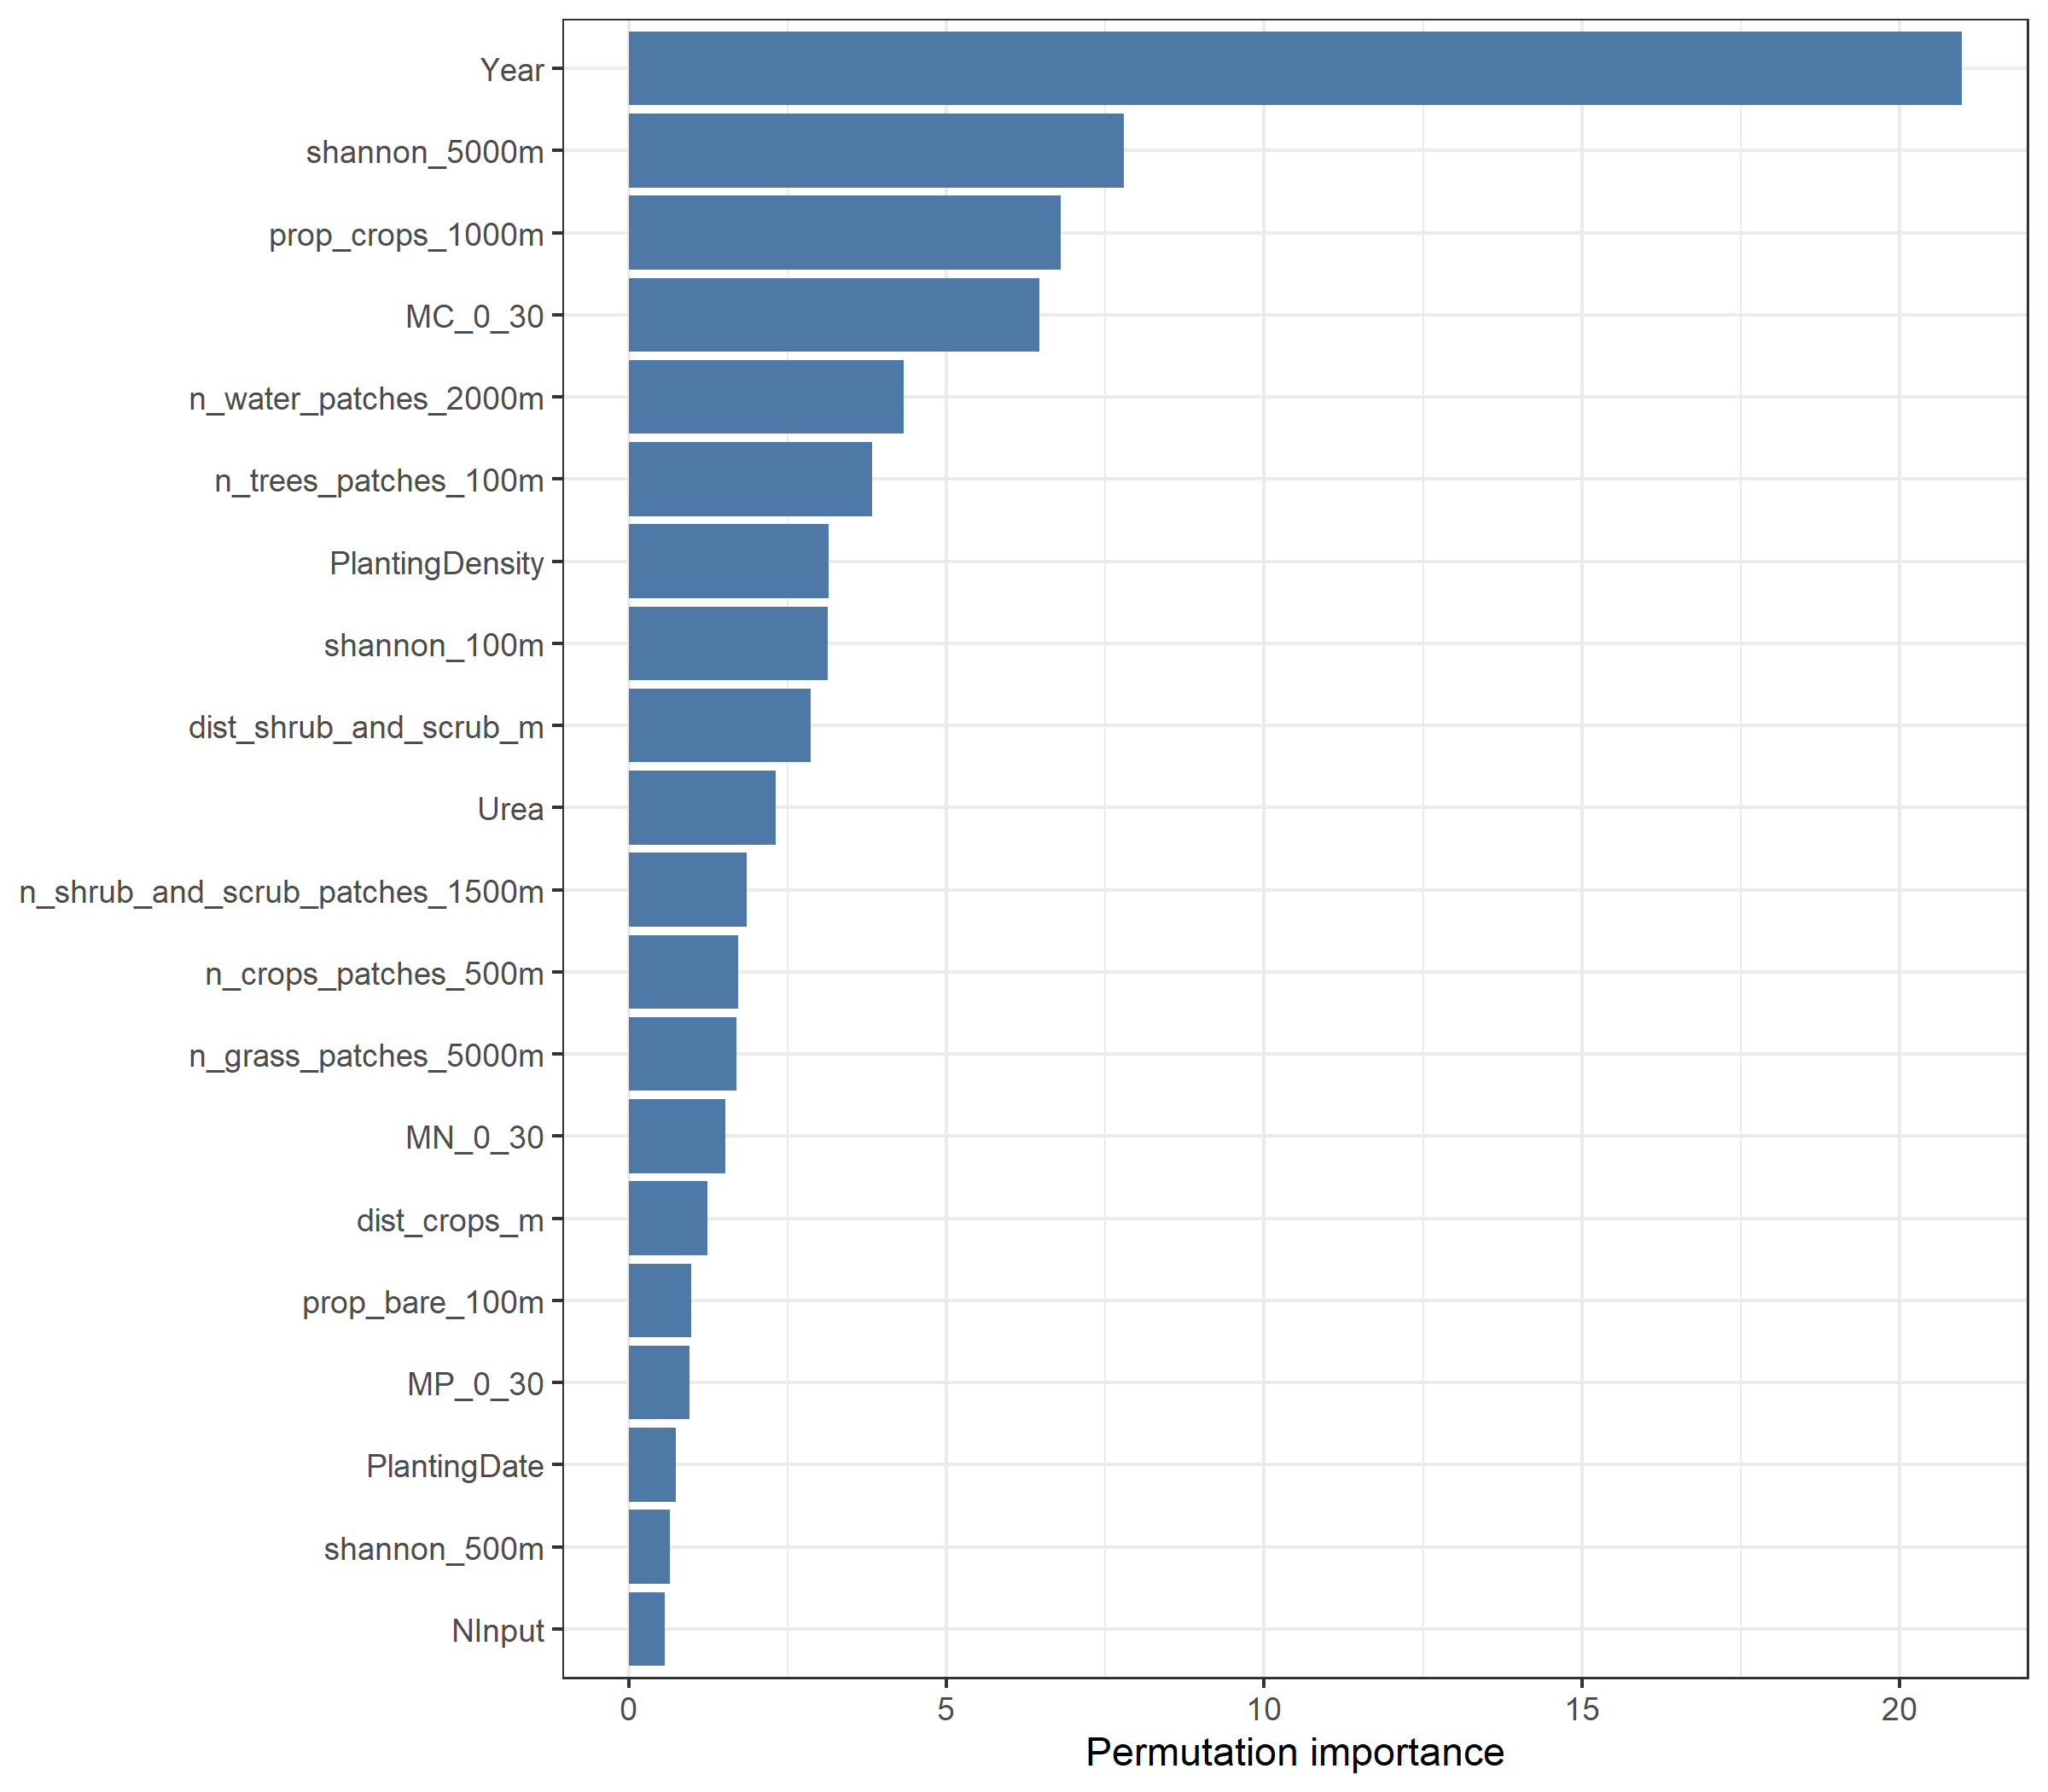 Year
shannon_5000m
prop_crops_1000m
MC_0_30
n_water_patches_2000m
n_trees_patches_100m
PlantingDensity
shannon_100m
dist_shrub_and_scrub_m
Urea
n_shrub_and_scrub_patches_1500m
n_crops_patches_500m
n_grass_patches_5000m
MN_0_30
dist_crops_m
prop_bare_100m
MP_0_30
PlantingDate
shannon_500m
NInput
0 5 10 15 20
Permutation importance